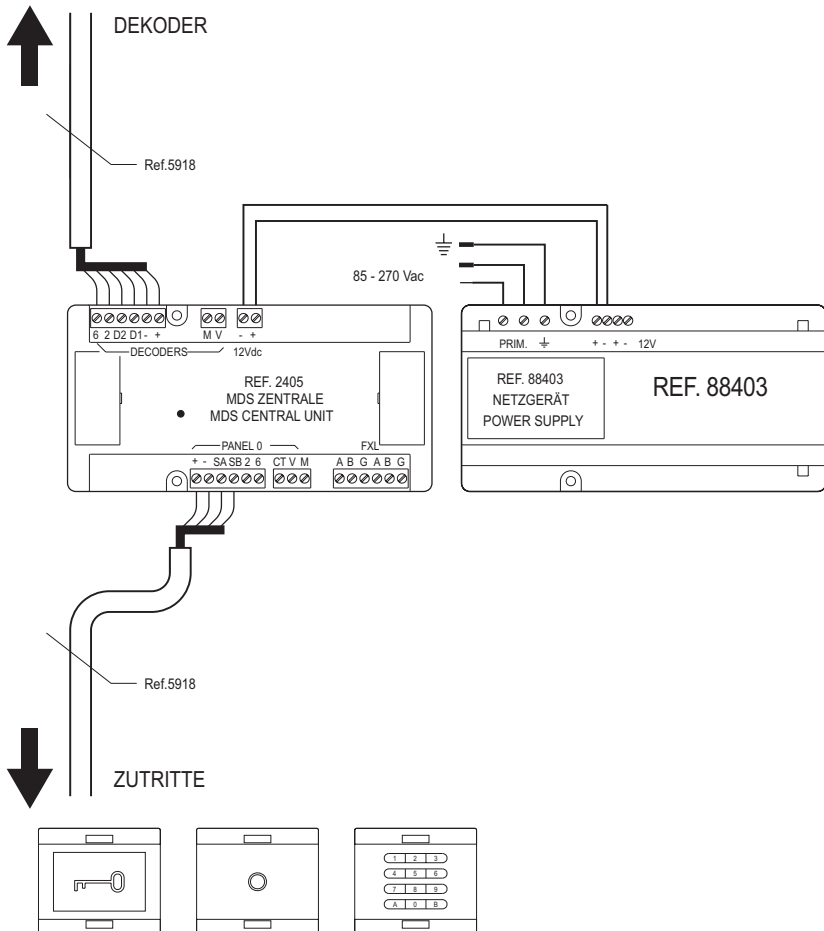 DEKODER
Ref.5918
85 - 270 Vac
6 2 D2 D1 - +
M V
- +
DECODERS
12Vdc
REF. 2405
MDS ZENTRALE
MDS CENTRAL UNIT
PANEL 0
FXL
+ - SA SB 2 6
CT V M
A B G A B G
PRIM.
+ - + - 12V
REF. 88403
NETZGERÄT
POWER SUPPLY
REF. 88403
Ref.5918
ZUTRITTE
1 2 3
4 5 6
7 8 9
A 0 B